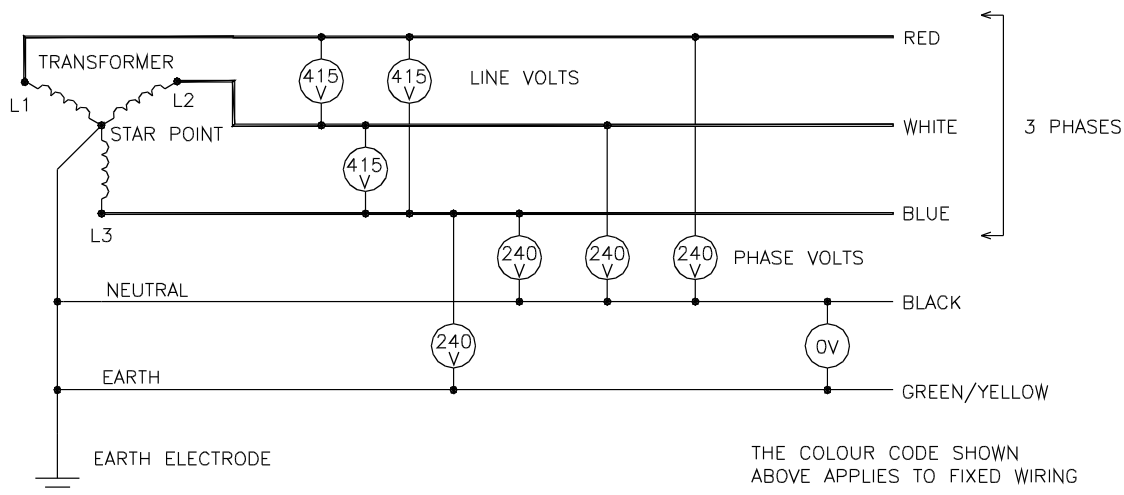 RED
TRANSFORMER
415
V
415
V
LINE VOLTS
L1
L2
STAR POINT
WHITE
3 PHASES
415
V
BLUE
L3
240
V
240
V
240
V
PHASE VOLTS
NEUTRAL
BLACK
240
V
0V
EARTH
GREEN/YELLOW
EARTH ELECTRODE
THE COLOUR CODE SHOWN
ABOVE APPLIES TO FIXED WIRING